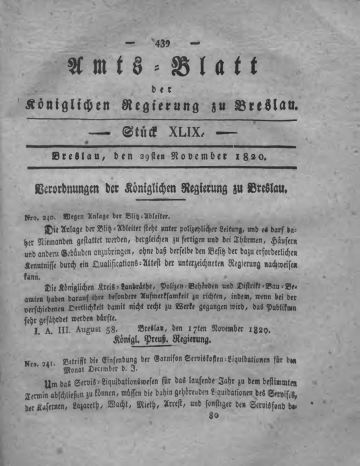 — 439 —
Amts-Blatt
der
Königlichen Regierung zu Breslau.
— Stück XLIX. —
Breslau, den 29sten November 1820.
Verordnungen der Königlichen Regierung zu Breslau.
Nro. 240. Wegen Anlage der Blitz-Ableiter.
Die Anlage der Blitz-Ableiter steht unter polizeylicher Leitung, und es darf da-
her Niemanden gestattet werden, dergleichen zu fertigen und bei Thürmen, Häusern
und andern Gebäuden anzubringen, ohne daß derselbe den Besitz der dazu erforderlichen
Kenntnisse durch ein Qualifications-Attest der unterzeichneten Regierung nachweisen
kann.
Die Königlichen Kreis-Landräthe, Polizey-Behörden und Distrikt-Bau-Be-
amten haben darauf ihre besondere Aufmerksamkeit zu richten, indem, wenn bei der
verschiedenen Oertlichkeit damit nicht recht zu Werke gegangen wird, das Publikum
sehr gefährdet werden dürfte.
I. A. III. August 58. Breslau, den 17ten November 1820.
Königl. Preuß. Regierung.
Nro. 241. Betrifft die Einsendung der Garnison Serviskosten-Liquidationen für den
Monat December d. J.
Um das Servis-Liquidationswesen für das laufende Jahr zu dem bestimmten
Termin abschließen zu können, müssen die dahin gehörenden Liquidationen des Servises,
der Kasernen, Lazareth, Wacht, Mieth, Arrest, und sonstigen den Servisfond be-
80